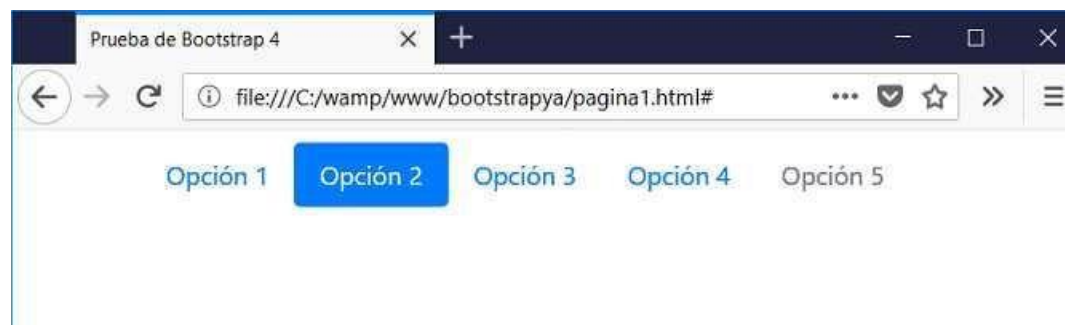 Prueba de Bootstrap 4
file:///C:/wamp/www/bootstrapya/pagina1.html#
Opción 1 Opción 2 Opción 3 Opción 4 Opción 5